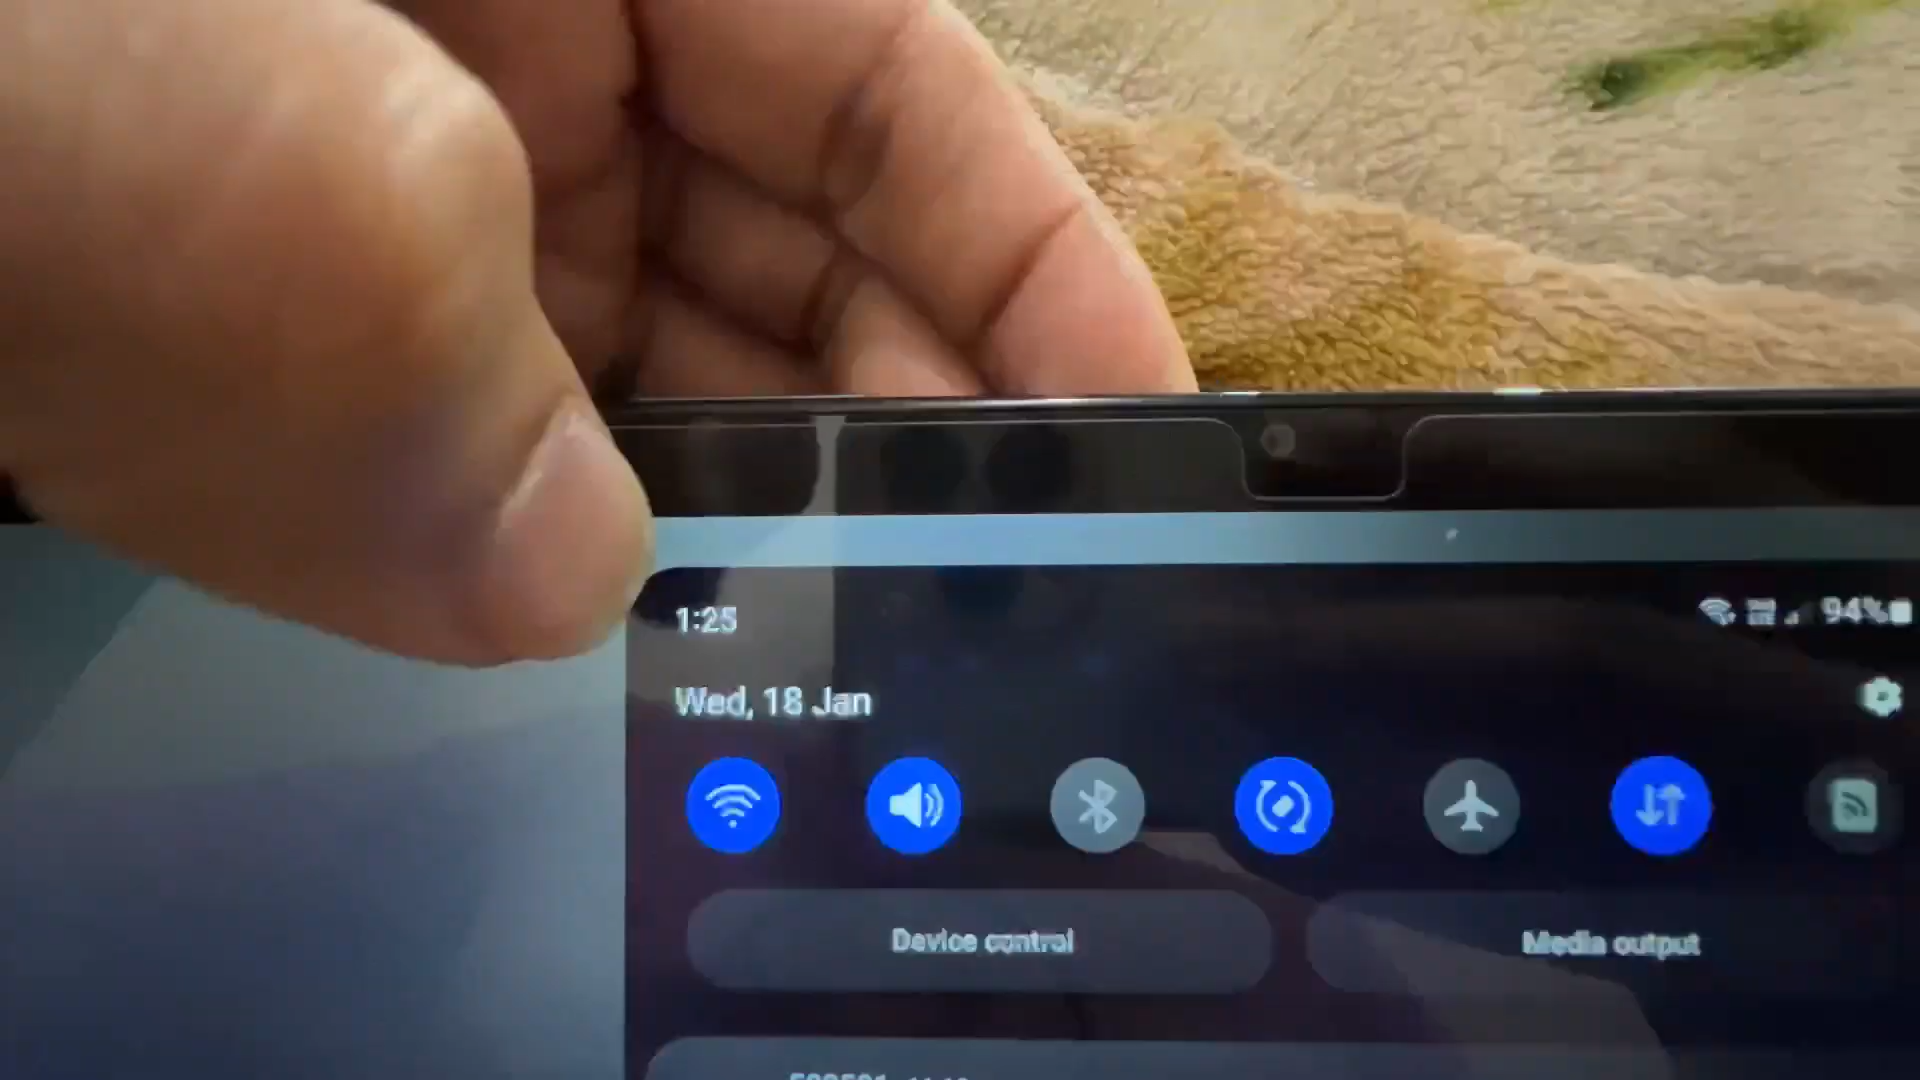 1:25
94%
Wed, 18 Jan
Device control
Media output